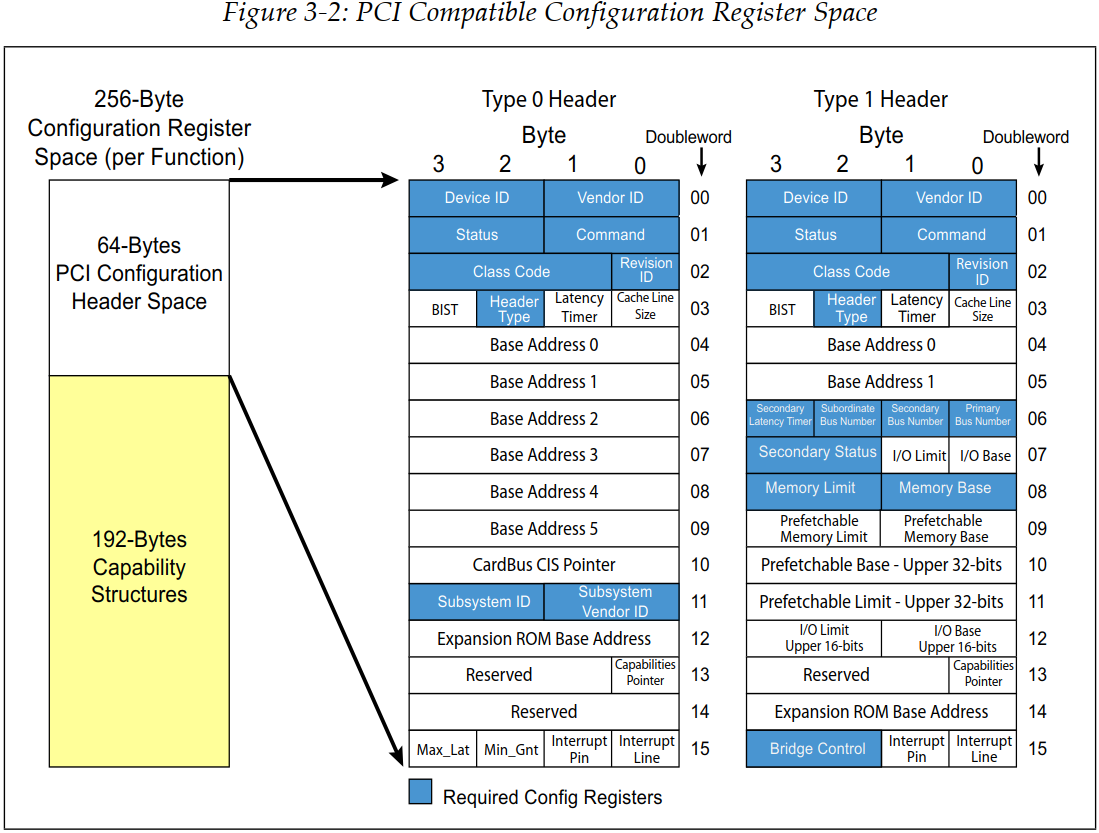 Figure 3-2: PCI Compatible Configuration Register Space
256-Byte
Configuration Register
Space (per Function)
64-Bytes
PCI Configuration
Header Space
192-Bytes
Capability
Structures
Type 0 Header
Byte
Doubleword
3 2 1 0
Device ID Vendor ID 00
Status Command 01
Class Code Revision
ID 02
BIST Header
Type Latency
Timer Cache Line
Size 03
Base Address 0 04
Base Address 1 05
Base Address 2 06
Base Address 3 07
Base Address 4 08
Base Address 5 09
CardBus CIS Pointer 10
Subsystem ID Subsystem
Vendor ID 11
Expansion ROM Base Address 12
Reserved Capabilities
Pointer 13
Reserved 14
Max_Lat Min_Gnt Interrupt
Pin Interrupt
Line 15
Required Config Registers
Type 1 Header
Byte
Doubleword
3 2 1 0
Device ID Vendor ID 00
Status Command 01
Class Code Revision
ID 02
BIST Header
Type Latency
Timer Cache Line
Size 03
Base Address 0 04
Base Address 1 05
Secondary
Latency Timer Subordinate
Bus Number Secondary
Bus Number Primary
Bus Number 06
Secondary Status I/O Limit I/O Base 07
Memory Limit Memory Base 08
Prefetchable
Memory Limit Prefetchable
Memory Base 09
Prefetchable Base - Upper 32-bits 10
Prefetchable Limit - Upper 32-bits 11
I/O Limit
Upper 16-bits I/O Base
Upper 16-bits 12
Reserved Capabilities
Pointer 13
Expansion ROM Base Address 14
Bridge Control Interrupt
Pin Interrupt
Line 15